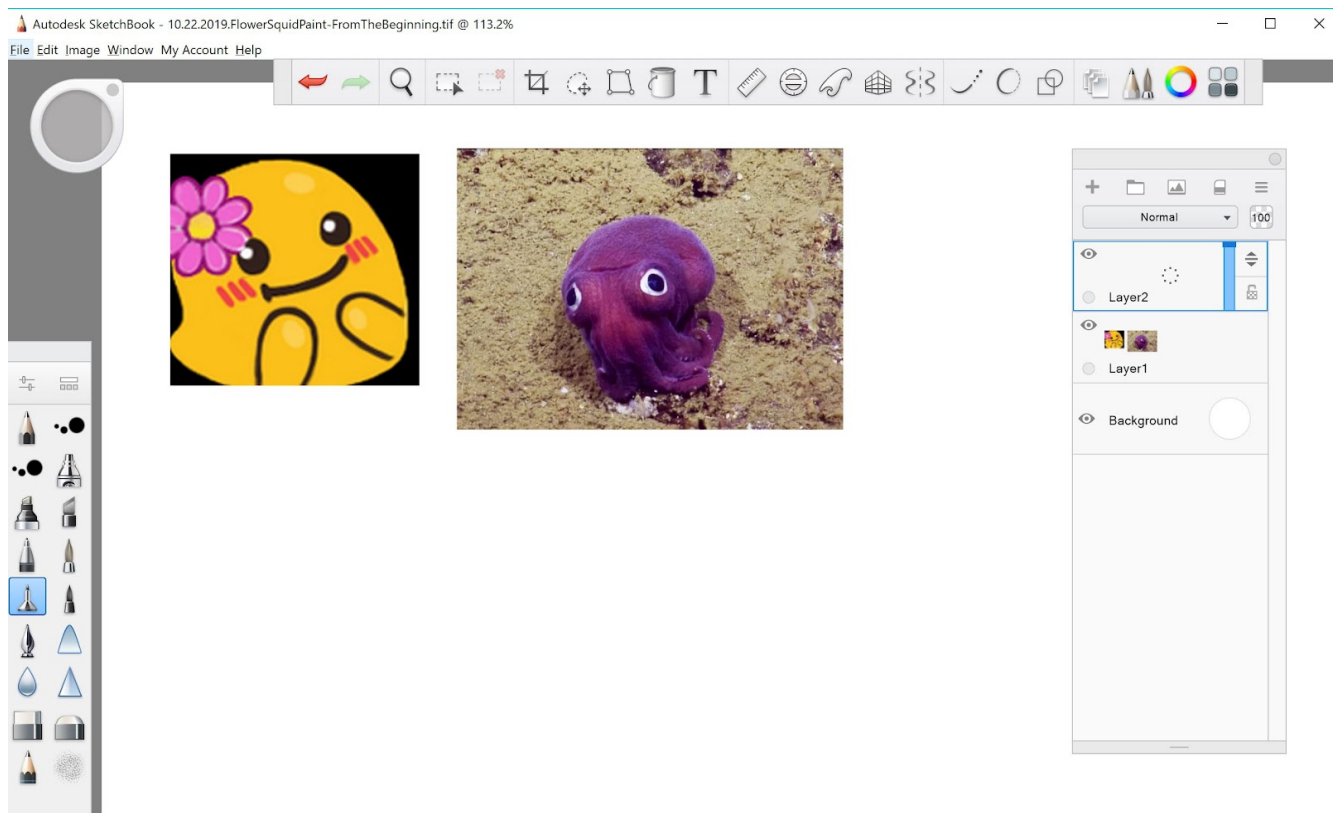 Autodesk SketchBook - 10.22.2019.FlowerSquidPaint-FromTheBeginning.tif @ 113.2%
File Edit Image Window My Account Help
T
Normal 100
Layer2
Layer1
Background